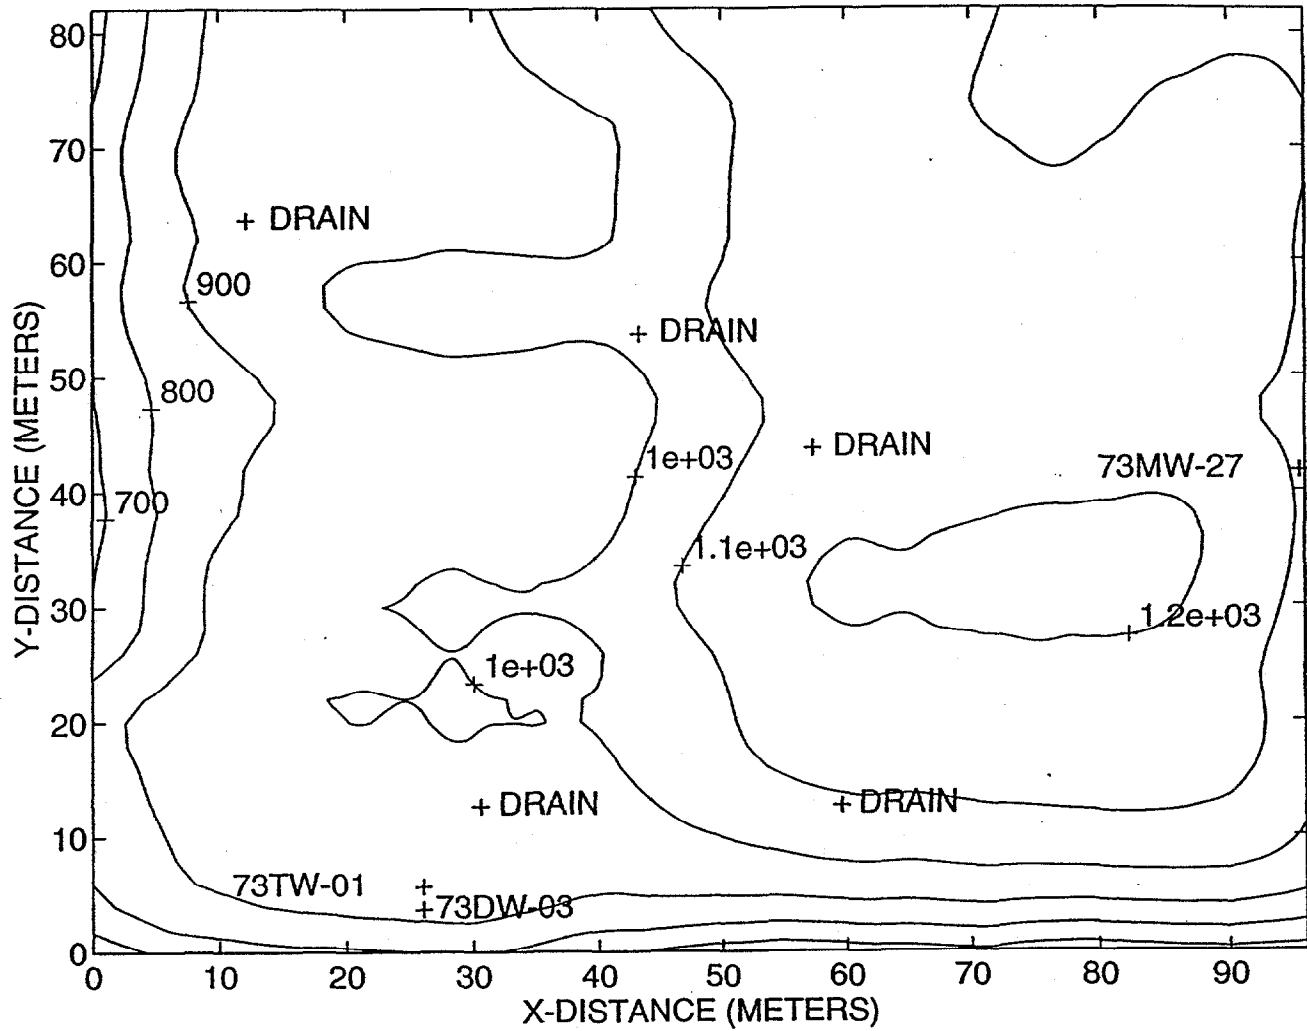 80
70
60
50
40
30
20
10
0
Y-DISTANCE (METERS)
+ DRAIN
900
+ DRAIN
800
1e+03
+ DRAIN
73MW-27
700
1.1e+03
1.2e+03
1e+03
+ DRAIN
+ DRAIN
73TW-01 +
+73DW-03
0 10 20 30 40 50 60 70 80 90
X-DISTANCE (METERS)